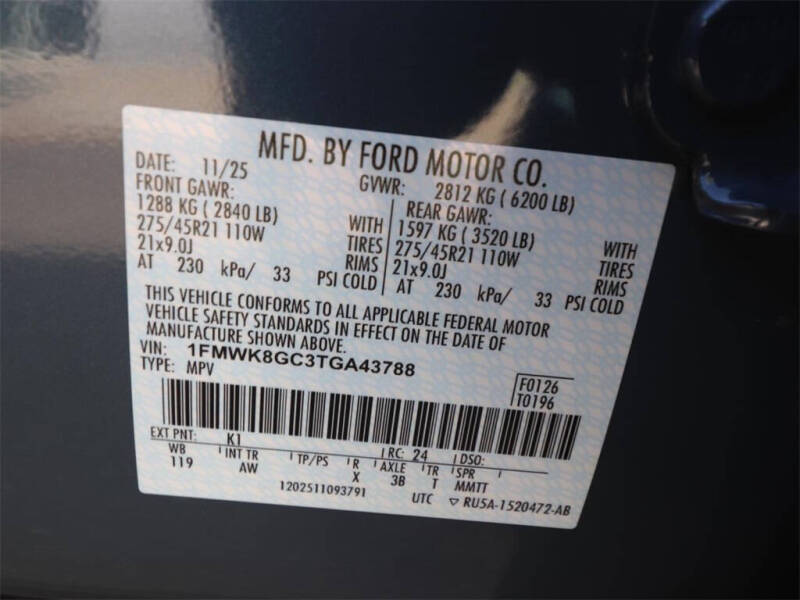 MFD. BY FORD MOTOR CO.
DATE: 11/25 GVWR: 2812 KG ( 6200 LB)
FRONT GAWR: REAR GAWR:
1288 KG ( 2840 LB) WITH 1597 KG ( 3520 LB) WITH
275/45R21 110W TIRES 275/45R21 110W TIRES
21x9.0J RIMS 21x9.0J RIMS
AT 230 kPa/ 33 PSI COLD AT 230 kPa/ 33 PSI COLD
THIS VEHICLE CONFORMS TO ALL APPLICABLE FEDERAL MOTOR
VEHICLE SAFETY STANDARDS IN EFFECT ON THE DATE OF
MANUFACTURE SHOWN ABOVE.
VIN: 1FMWK8GC3TGA43788
TYPE: MPV F0126
T0196
EXT PNT: K1 RC: 24 DSO:
WB INT TR TP/PS R AXLE TR SPR
119 AW X 3B T MMTT
1202511093791 UTC ▽ RU5A-1520472-AB